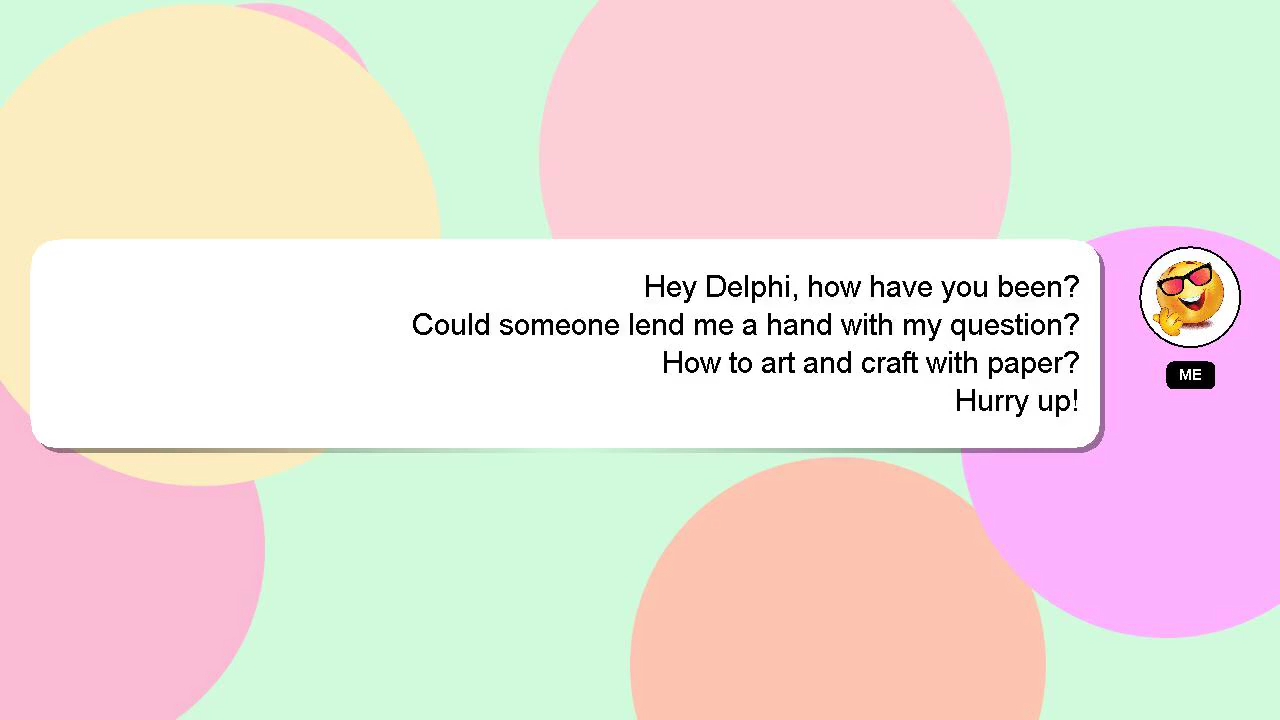 Hey Delphi, how have you been?
Could someone lend me a hand with my question?
How to art and craft with paper?
Hurry up!
ME